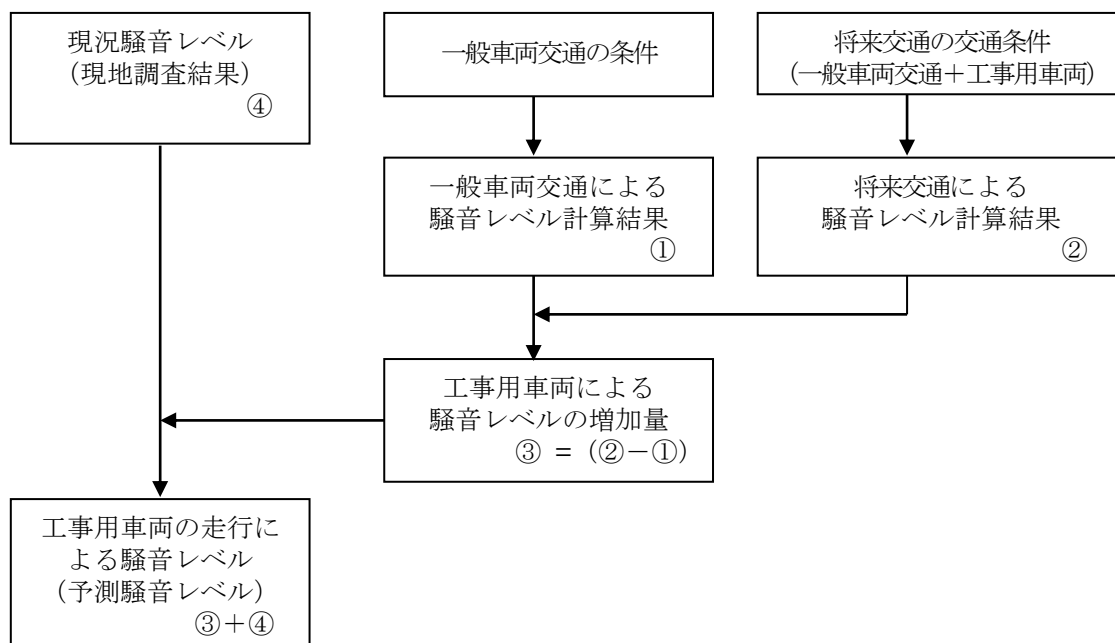 現況騒音レベル
(現地調査結果)
④
一般車両交通の条件
将来交通の交通条件
(一般車両交通＋工事用車両)
一般車両交通による
騒音レベル計算結果
①
将来交通による
騒音レベル計算結果
②
工事用車両による
騒音レベルの増加量
③ = (②－①)
工事用車両の走行に
よる騒音レベル
(予測騒音レベル)
③＋④